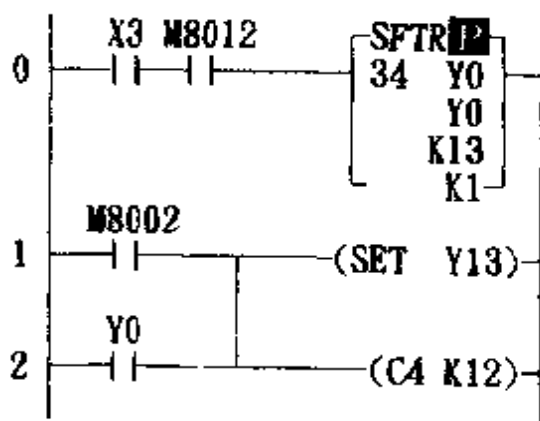 X3 M8012
0 SFTR P
34 Y0
Y0
K13
K1
M8002
1 (SET Y13)
Y0
2 (C4 K12)